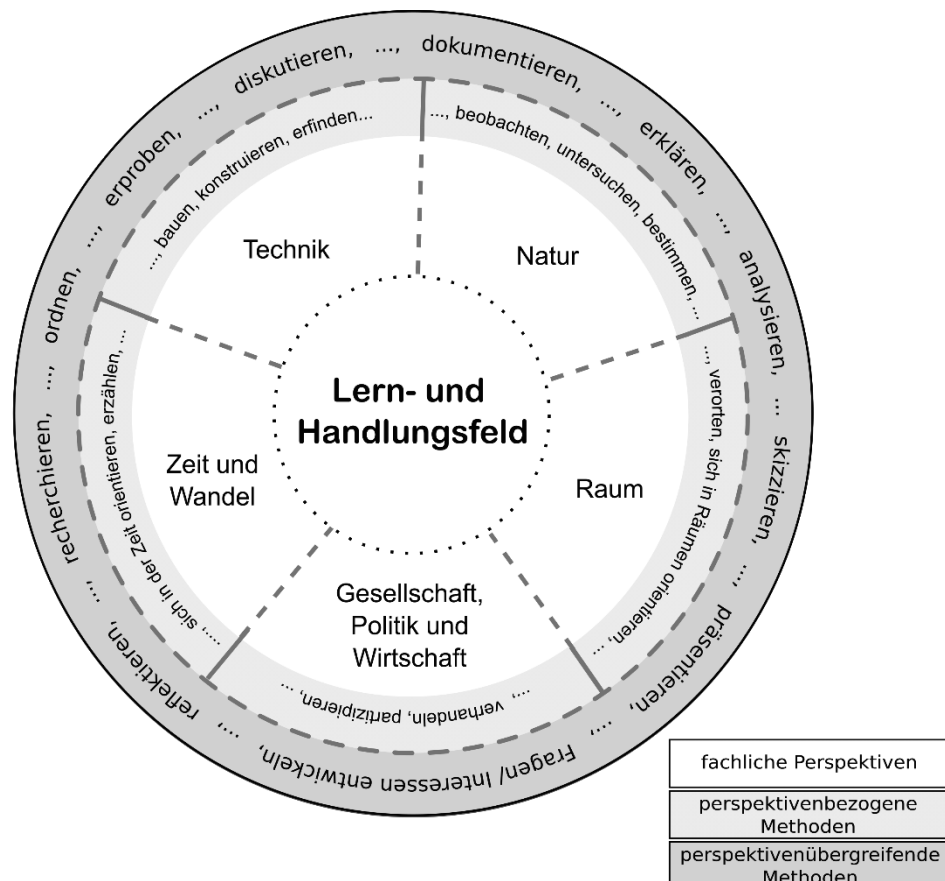 ..., recherchieren, ..., ordnen, ..., erproben, ..., diskutieren, ..., dokumentieren, ..., erklären, ..., analysieren, ... skizzieren, ..., präsentieren, ..., Fragen/ Interessen entwickeln, ..., reflektieren,
..., bauen, konstruieren, erfinden...
..., beobachten, untersuchen, bestimmen, ...
..., verorten, sich in Räumen orientieren, ...
..., verhandeln, partizipieren, ...
..., sich in der Zeit orientieren, erzählen, ...
Technik
Natur
Lern- und
Handlungsfeld
Zeit und
Wandel
Raum
Gesellschaft,
Politik und
Wirtschaft
fachliche Perspektiven
perspektivenbezogene
Methoden
perspektivenübergreifende
Methoden